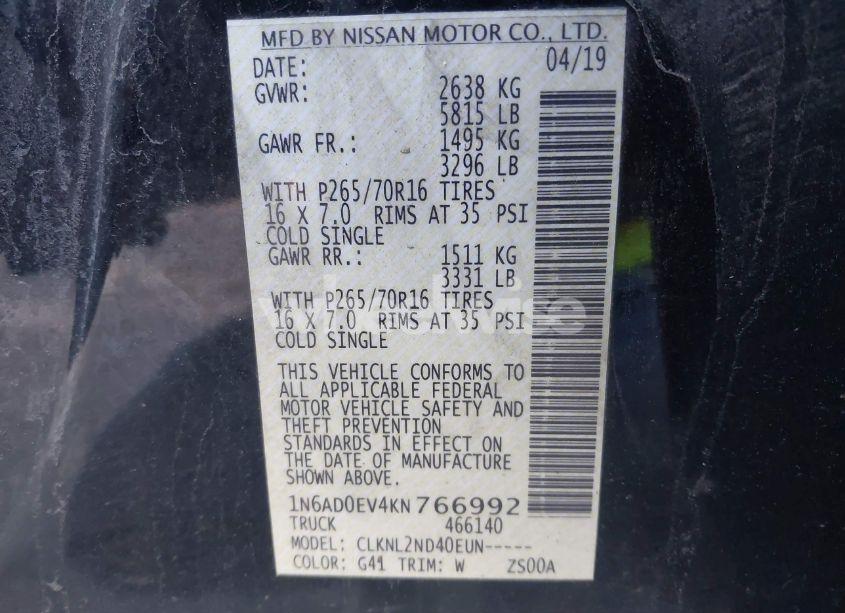 MFD BY NISSAN MOTOR CO., LTD.
DATE: 04/19
GVWR: 2638 KG
5815 LB
GAWR FR.: 1495 KG
3296 LB
WITH P265/70R16 TIRES
16 X 7.0 RIMS AT 35 PSI
COLD SINGLE
GAWR RR.: 1511 KG
3331 LB
WITH P265/70R16 TIRES
16 X 7.0 RIMS AT 35 PSI
COLD SINGLE
THIS VEHICLE CONFORMS TO
ALL APPLICABLE FEDERAL
MOTOR VEHICLE SAFETY AND
THEFT PREVENTION
STANDARDS IN EFFECT ON
THE DATE OF MANUFACTURE
SHOWN ABOVE.
1N6AD0EV4KN766992
TRUCK 466140
MODEL: CLKNL2ND40EUN-----
COLOR: G41 TRIM: W ZS00A